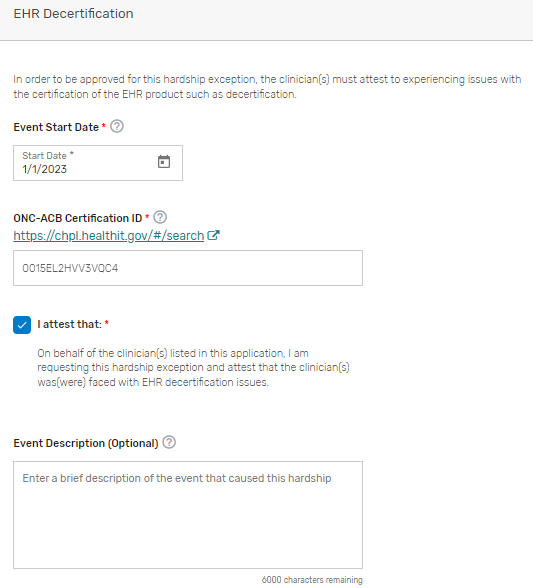 EHR Decertification
In order to be approved for this hardship exception, the clinician(s) must attest to experiencing issues with
the certification of the EHR product such as decertification.
Event Start Date *
Start Date *
1/1/2023
ONC-ACB Certification ID *
https://chpl.healthit.gov/#/search
0015EL2HVV3VQC4
I attest that: *
On behalf of the clinician(s) listed in this application, I am
requesting this hardship exception and attest that the clinician(s)
was(were) faced with EHR decertification issues.
Event Description (Optional)
Enter a brief description of the event that caused this hardship
6000 characters remaining